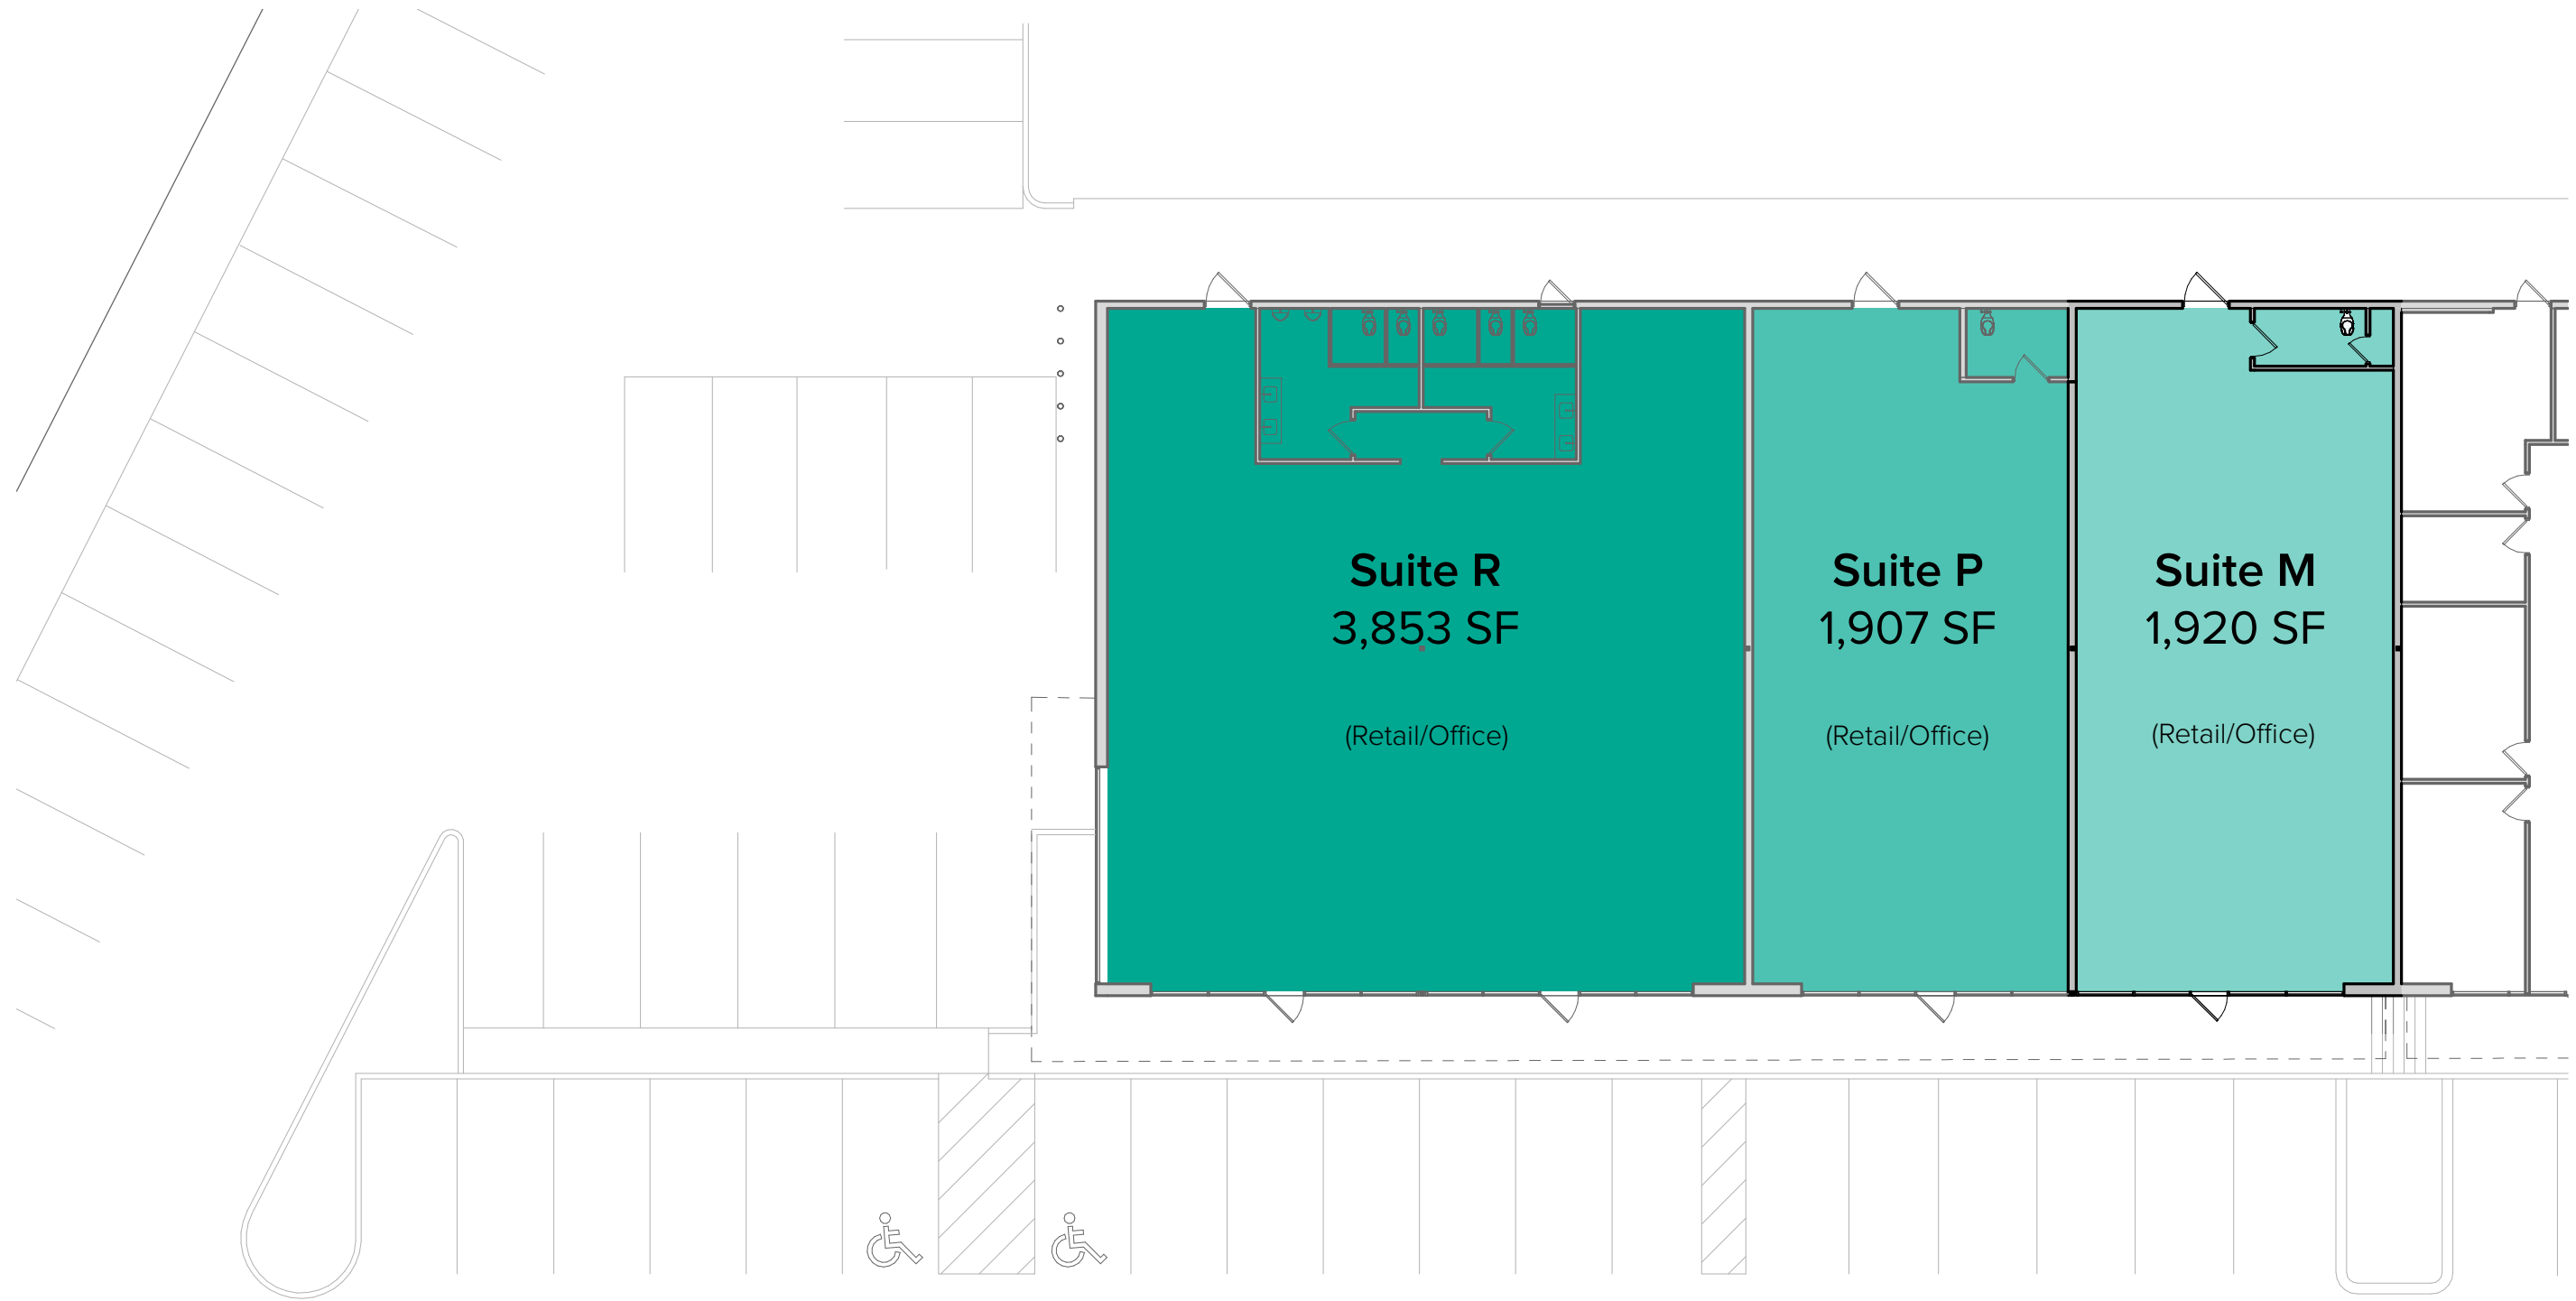 Suite R
3,853 SF
(Retail/Office)
Suite P
1,907 SF
(Retail/Office)
Suite M
1,920 SF
(Retail/Office)